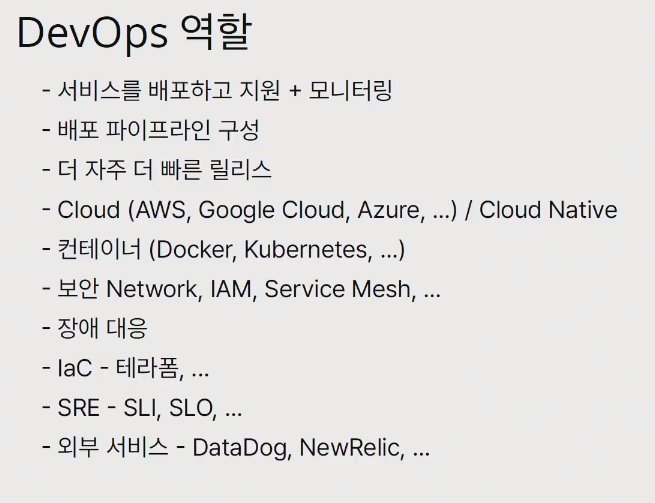 DevOps 역할
- 서비스를 배포하고 지원 + 모니터링
- 배포 파이프라인 구성
- 더 자주 더 빠른 릴리스
- Cloud (AWS, Google Cloud, Azure, ...) / Cloud Native
- 컨테이너 (Docker, Kubernetes, ...)
- 보안 Network, IAM, Service Mesh, ...
- 장애 대응
- IaC - 테라폼, ...
- SRE - SLI, SLO, ...
- 외부 서비스 - DataDog, NewRelic, ...